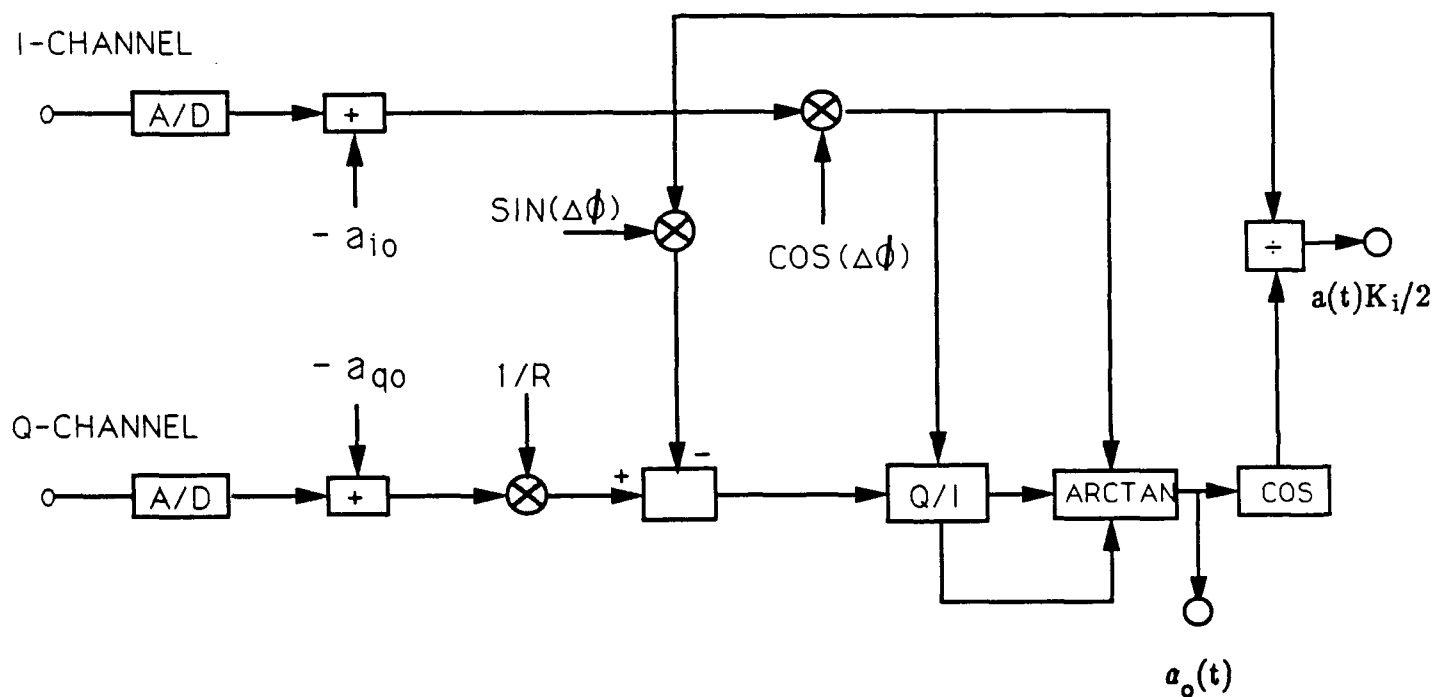 I-CHANNEL
A/D
+
- a_io
SIN(Δϕ)
COS(Δϕ)
÷
a(t)K_i/2
- a_qo
1/R
Q-CHANNEL
A/D
+
+
-
Q/I
ARCTAN
COS
a_o(t)